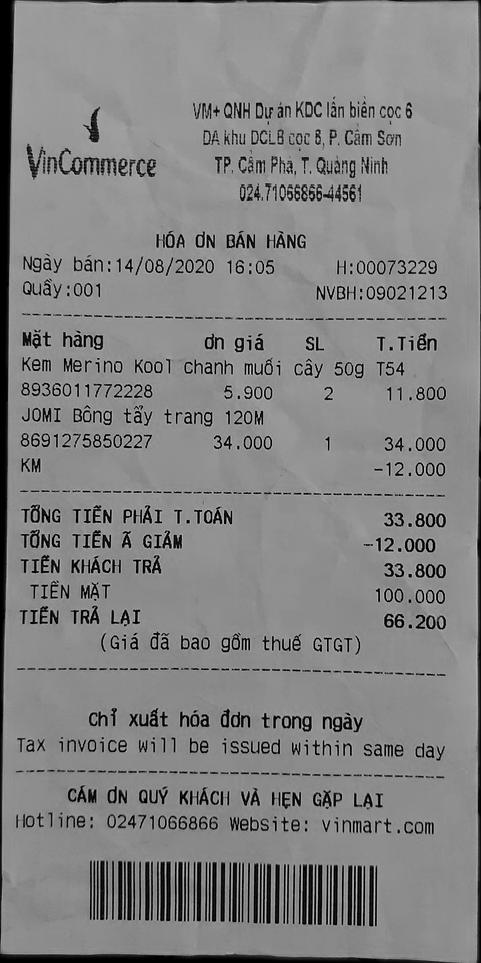 VinCommerce
VM+ QNH Dự án KDC lấn biển cọc 6
DA khu DCLB cọc 8, P. Cẩm Sơn
TP. Cẩm Phả, T. Quảng Ninh
024.71066856-44561
HÓA ƠN BÁN HÀNG
Ngày bán:14/08/2020 16:05 H:00073229
Quầy:001 NVBH:09021213
Mặt hàng ơn giá SL T.Tiền
Kem Merino Kool chanh muối cây 50g T54
8936011772228 5.900 2 11.800
JOMI Bông tẩy trang 120M
8691275850227 34.000 1 34.000
KM -12.000
TỔNG TIỀN PHẢI T.TOÁN 33.800
TỔNG TIỀN Ã GIẢM -12.000
TIỀN KHÁCH TRẢ 33.800
TIỀN MẶT 100.000
TIỀN TRẢ LẠI 66.200
(Giá đã bao gồm thuế GTGT)
Chỉ xuất hóa đơn trong ngày
Tax invoice will be issued within same day
CẢM ƠN QUÝ KHÁCH VÀ HẸN GẶP LẠI
Hotline: 02471066866 Website: vinmart.com